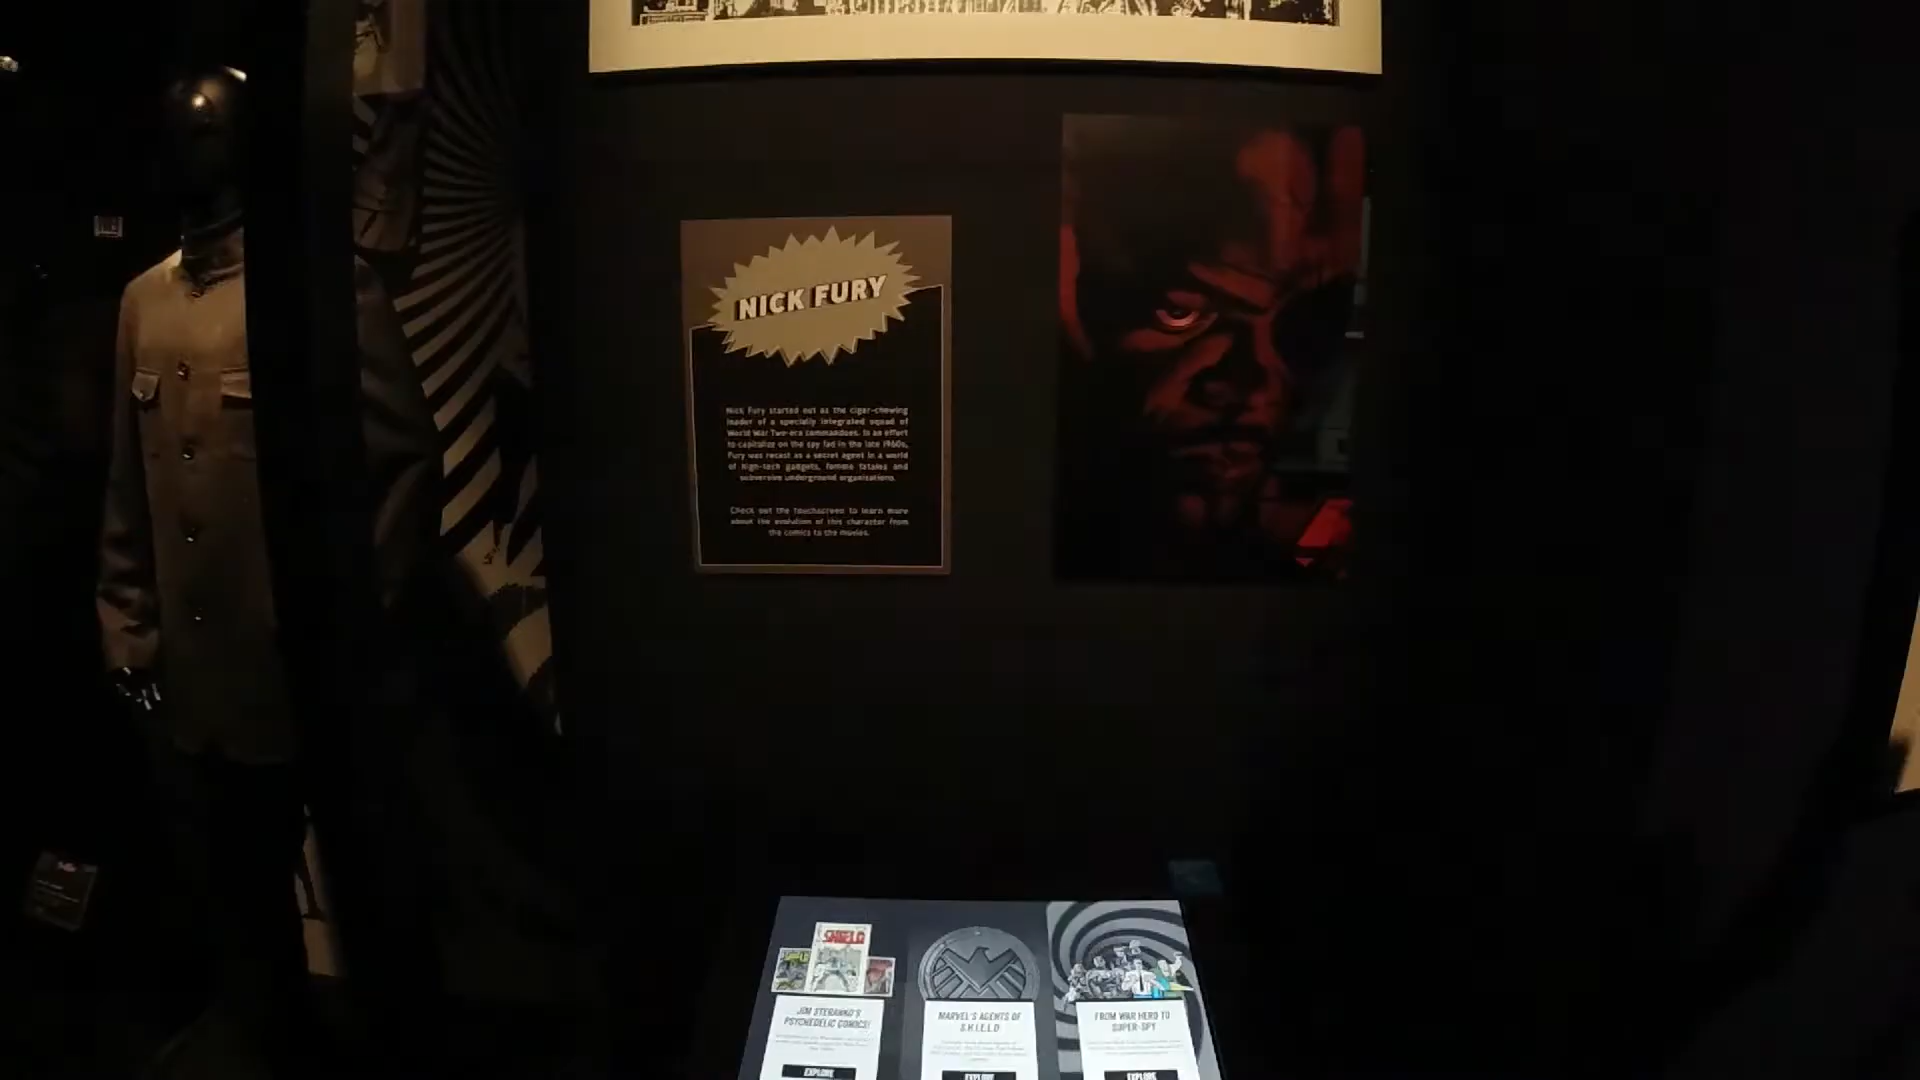 NICK FURY
Nick Fury started out as the cigar-chewing
leader of a specially integrated squad of
World War Two-era commandoes. In an effort
to capitalize on the spy fad in the late 1960s,
Fury was recast as a secret agent in a world
of high-tech gadgets, femme fatales and
subversive underground organisations.
Check out the touchscreen to learn more
about the evolution of this character from
the comics to the movies.
SHIELD
JIM STERANKO'S
PSYCHEDELIC COMICS!
EXPLORE
MARVEL'S AGENTS OF
S.H.I.E.L.D
EXPLORE
FROM WAR HERO TO
SUPER-SPY
EXPLORE